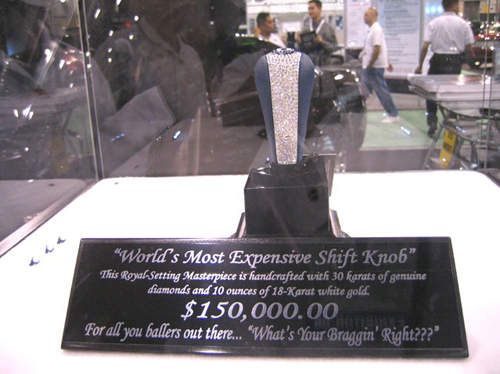 "World's Most Expensive Shift Knob"
This Royal-Setting Masterpiece is handcrafted with 30 karats of genuine
diamonds and 10 ounces of 18-Karat white gold.
$150,000.00
For all you ballers out there... "What's Your Braggin' Right???"